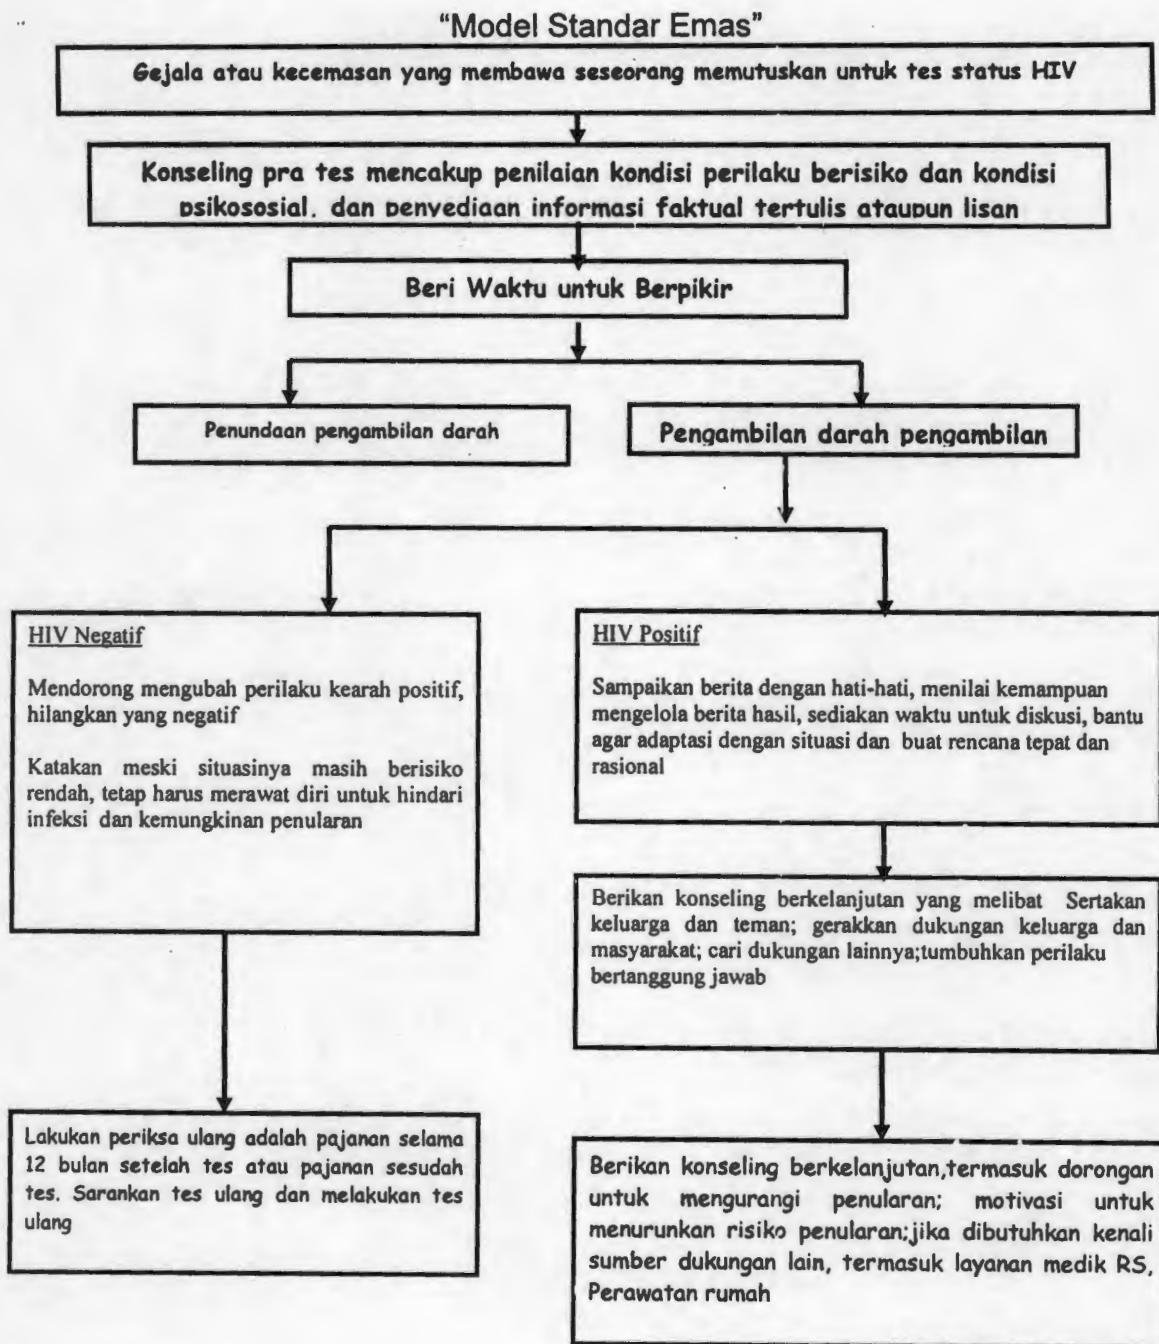 “Model Standar Emas”
Gejala atau kecemasan yang membawa seseorang memutuskan untuk tes status HIV
Konseling pra tes mencakup penilaian kondisi perilaku berisiko dan kondisi
psikososial, dan penyediaan informasi faktual tertulis ataupun lisan
Beri Waktu untuk Berpikir
Penundaan pengambilan darah
Pengambilan darah pengambilan
HIV Negatif
Mendorong mengubah perilaku kearah positif,
hilangkan yang negatif
Katakan meski situasinya masih berisiko
rendah, tetap harus merawat diri untuk hindari
infeksi dan kemungkinan penularan
HIV Positif
Sampaikan berita dengan hati-hati, menilai kemampuan
mengelola berita hasil, sediakan waktu untuk diskusi, bantu
agar adaptasi dengan situasi dan buat rencana tepat dan
rasional
Berikan konseling berkelanjutan yang melibat Sertakan
keluarga dan teman; gerakkan dukungan keluarga dan
masyarakat; cari dukungan lainnya;tumbuhkan perilaku
bertanggung jawab
Lakukan periksa ulang adalah pajanan selama
12 bulan setelah tes atau pajanan sesudah
tes. Sarankan tes ulang dan melakukan tes
ulang
Berikan konseling berkelanjutan,termasuk dorongan
untuk mengurangi penularan; motivasi untuk
menurunkan risiko penularan;jika dibutuhkan kenali
sumber dukungan lain, termasuk layanan medik RS,
Perawatan rumah